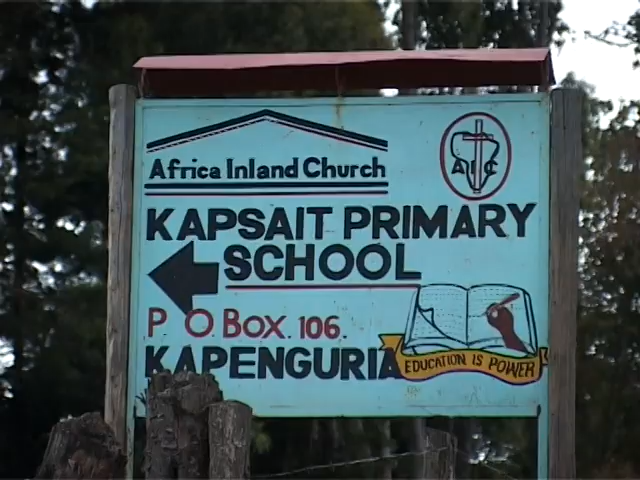 Africa Inland Church
AIC
KAPSAIT PRIMARY
SCHOOL
P O Box. 106.
KAPENGURIA
EDUCATION IS POWER